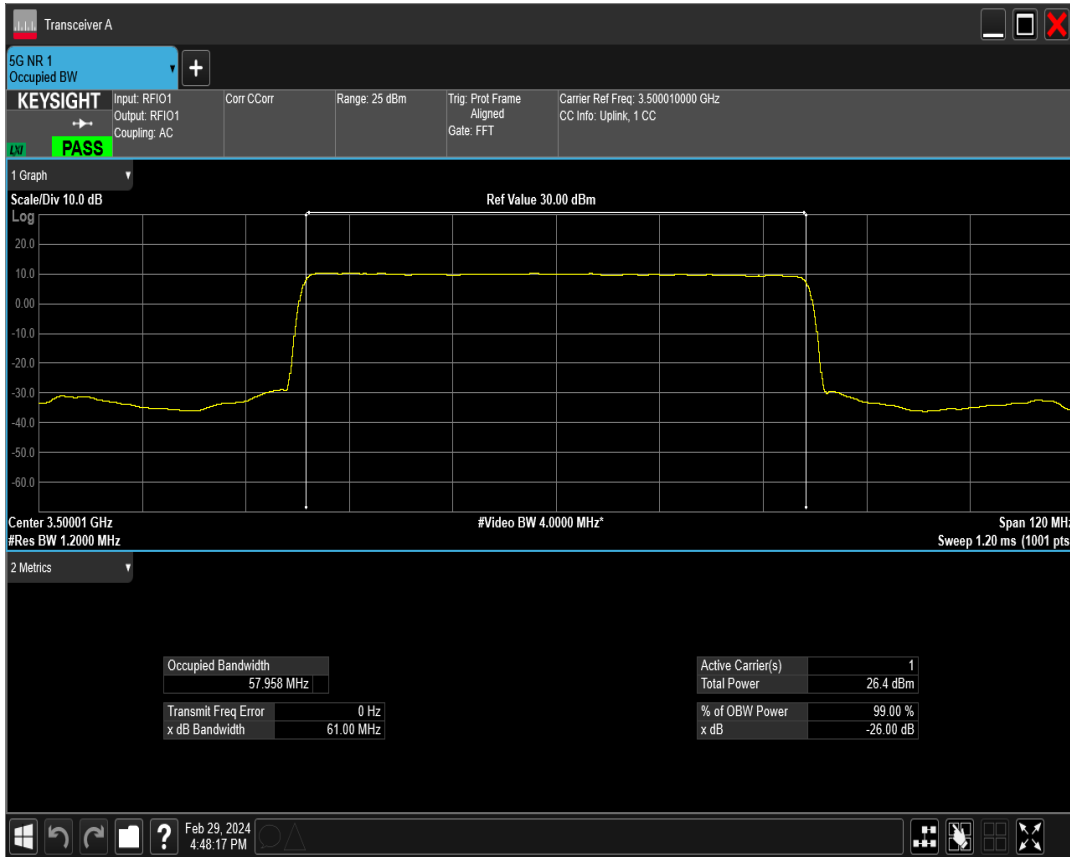 Transceiver A
5G NR 1
Occupied BW
+
KEYSIGHT
Input: RFIO1
Output: RFIO1
Coupling: AC
Corr CCorr
Range: 25 dBm
Trig: Prot Frame
Aligned
Gate: FFT
Carrier Ref Freq: 3.500010000 GHz
CC Info: Uplink, 1 CC
LXI
PASS
1 Graph
Scale/Div 10.0 dB
Ref Value 30.00 dBm
Log
20.0
10.0
0.00
-10.0
-20.0
-30.0
-40.0
-50.0
-60.0
Center 3.50001 GHz
#Video BW 4.0000 MHz*
Span 120 MHz
#Res BW 1.2000 MHz
Sweep 1.20 ms (1001 pts
2 Metrics
Occupied Bandwidth
57.958 MHz
Transmit Freq Error 0 Hz
x dB Bandwidth 61.00 MHz
Active Carrier(s) 1
Total Power 26.4 dBm
% of OBW Power 99.00 %
x dB -26.00 dB
?
Feb 29, 2024
4:48:17 PM